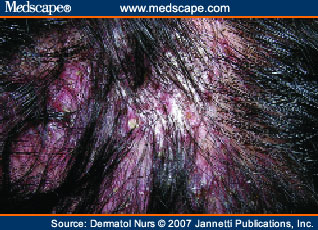 Medscape® www.medscape.com
Source: Dermatol Nurs © 2007 Jannetti Publications, Inc.